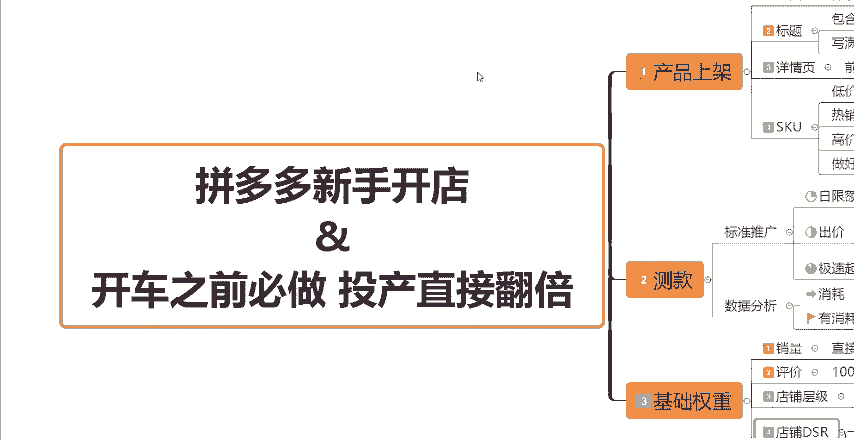 拼多多新手开店
&
开车之前必做 投产直接翻倍
1 产品上架
2 标题
包含
写满
3 详情页
SKU
低价
热销
高价
做好
2 测款
标准推广
日限额
出价
极速起
数据分析
消耗
有消耗
3 基础权重
1 销量
直接
2 评价
100
3 店铺层级
4 店铺DSR